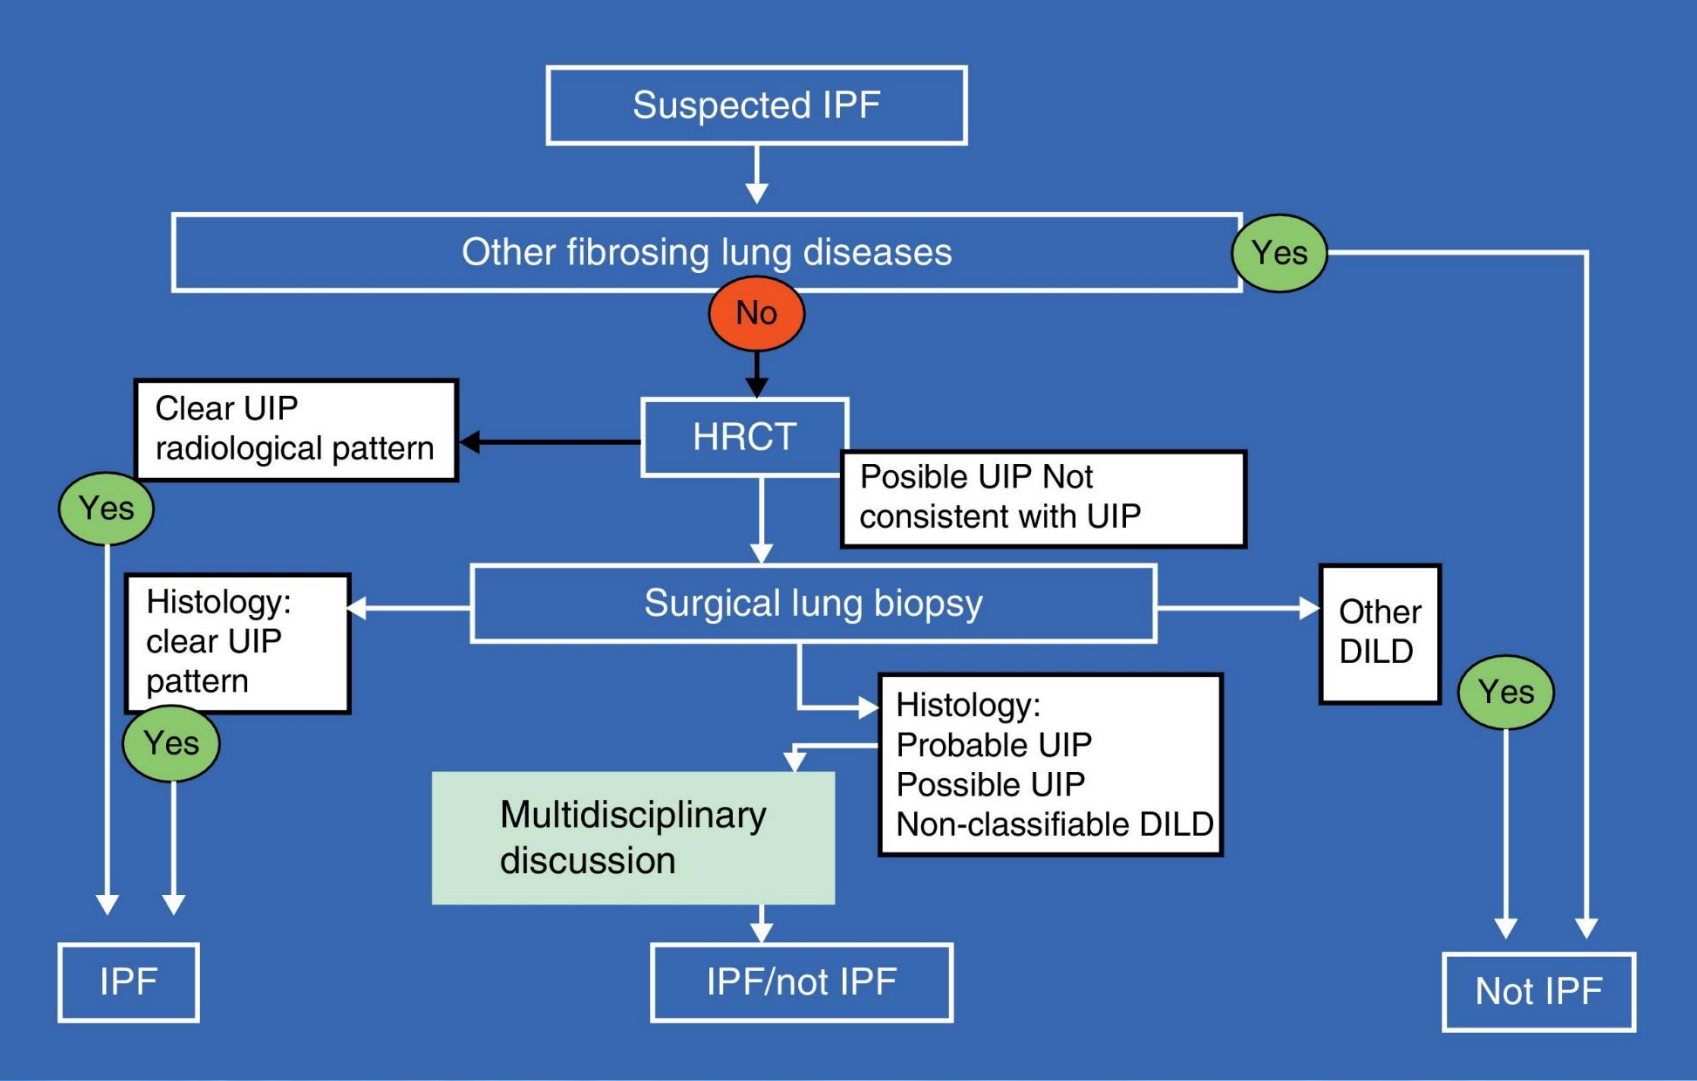 Suspected IPF
Other fibrosing lung diseases
Yes
No
Clear UIP
radiological pattern
HRCT
Posible UIP Not
consistent with UIP
Yes
Histology:
clear UIP
pattern
Surgical lung biopsy
Other
DILD
Yes
Yes
Histology:
Probable UIP
Possible UIP
Non-classifiable DILD
Multidisciplinary
discussion
IPF
IPF/not IPF
Not IPF